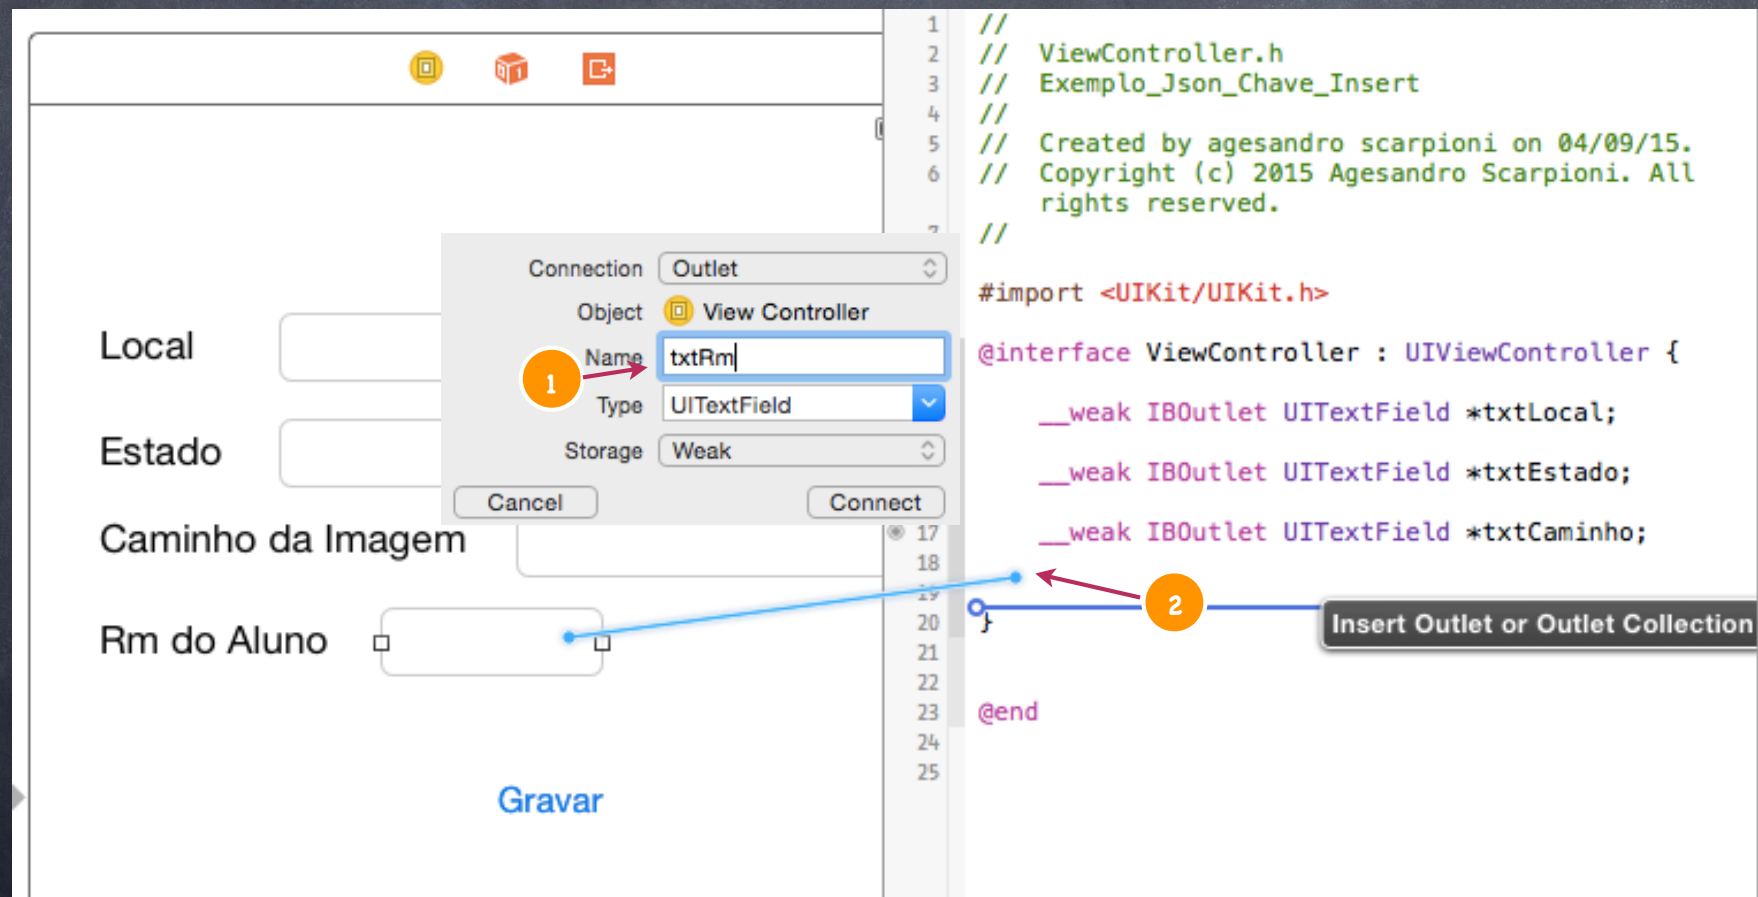 Local
Estado
Caminho da Imagem
Rm do Aluno
Gravar
Connection Outlet
Object View Controller
1
Name txtRm
Type UITextField
Storage Weak
Cancel Connect
1 //
2 // ViewController.h
3 // Exemplo_Json_Chave_Insert
4 //
5 // Created by agesandro scarpioni on 04/09/15.
6 // Copyright (c) 2015 Agesandro Scarpioni. All
rights reserved.
7 //
#import <UIKit/UIKit.h>
@interface ViewController : UIViewController {
__weak IBOutlet UITextField *txtLocal;
__weak IBOutlet UITextField *txtEstado;
17 __weak IBOutlet UITextField *txtCaminho;
18
19
2
20 }
Insert Outlet or Outlet Collection
21
22
23 @end
24
25